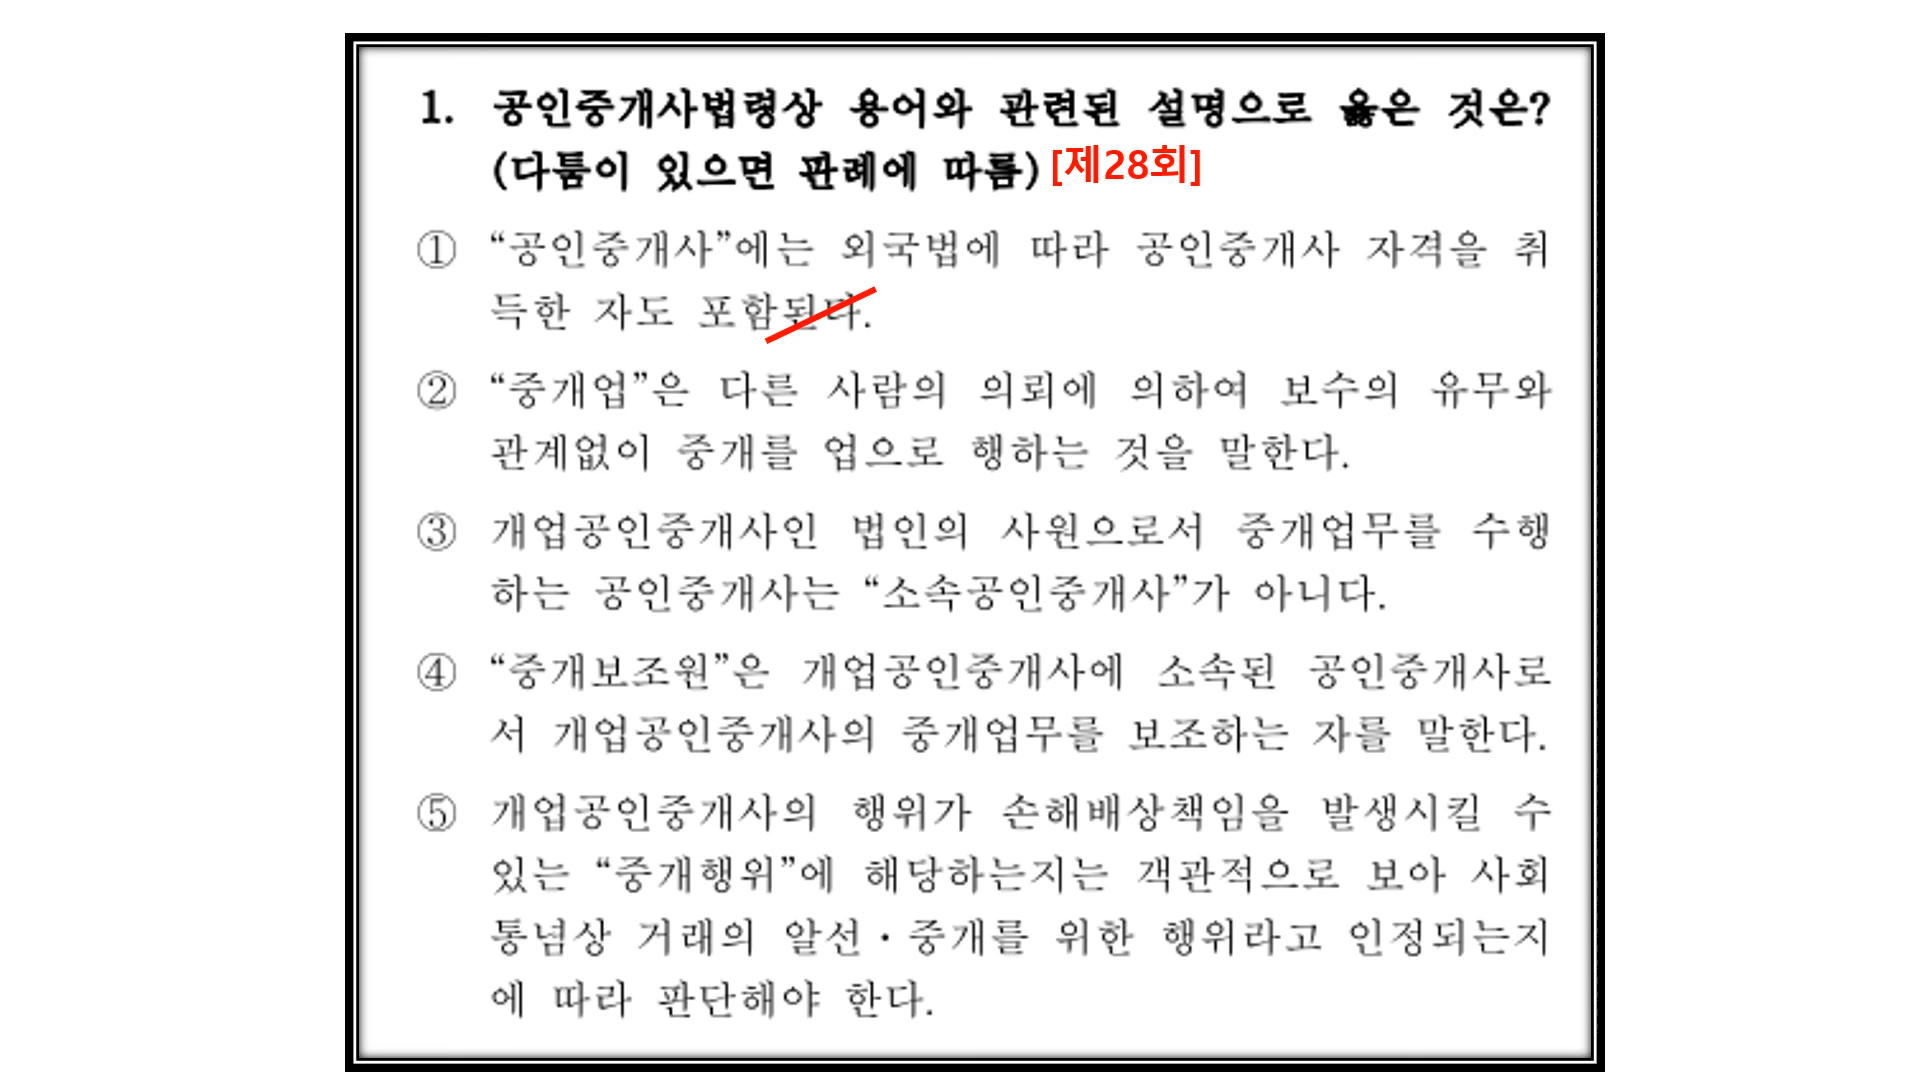 1. 공인중개사법령상 용어와 관련된 설명으로 옳은 것은?
(다툼이 있으면 판례에 따름) [제28회]
① “공인중개사”에는 외국법에 따라 공인중개사 자격을 취
득한 자도 포함된다.
② “중개업”은 다른 사람의 의뢰에 의하여 보수의 유무와
관계없이 중개를 업으로 행하는 것을 말한다.
③ 개업공인중개사인 법인의 사원으로서 중개업무를 수행
하는 공인중개사는 “소속공인중개사”가 아니다.
④ “중개보조원”은 개업공인중개사에 소속된 공인중개사로
서 개업공인중개사의 중개업무를 보조하는 자를 말한다.
⑤ 개업공인중개사의 행위가 손해배상책임을 발생시킬 수
있는 “중개행위”에 해당하는지는 객관적으로 보아 사회
통념상 거래의 알선・중개를 위한 행위라고 인정되는지
에 따라 판단해야 한다.